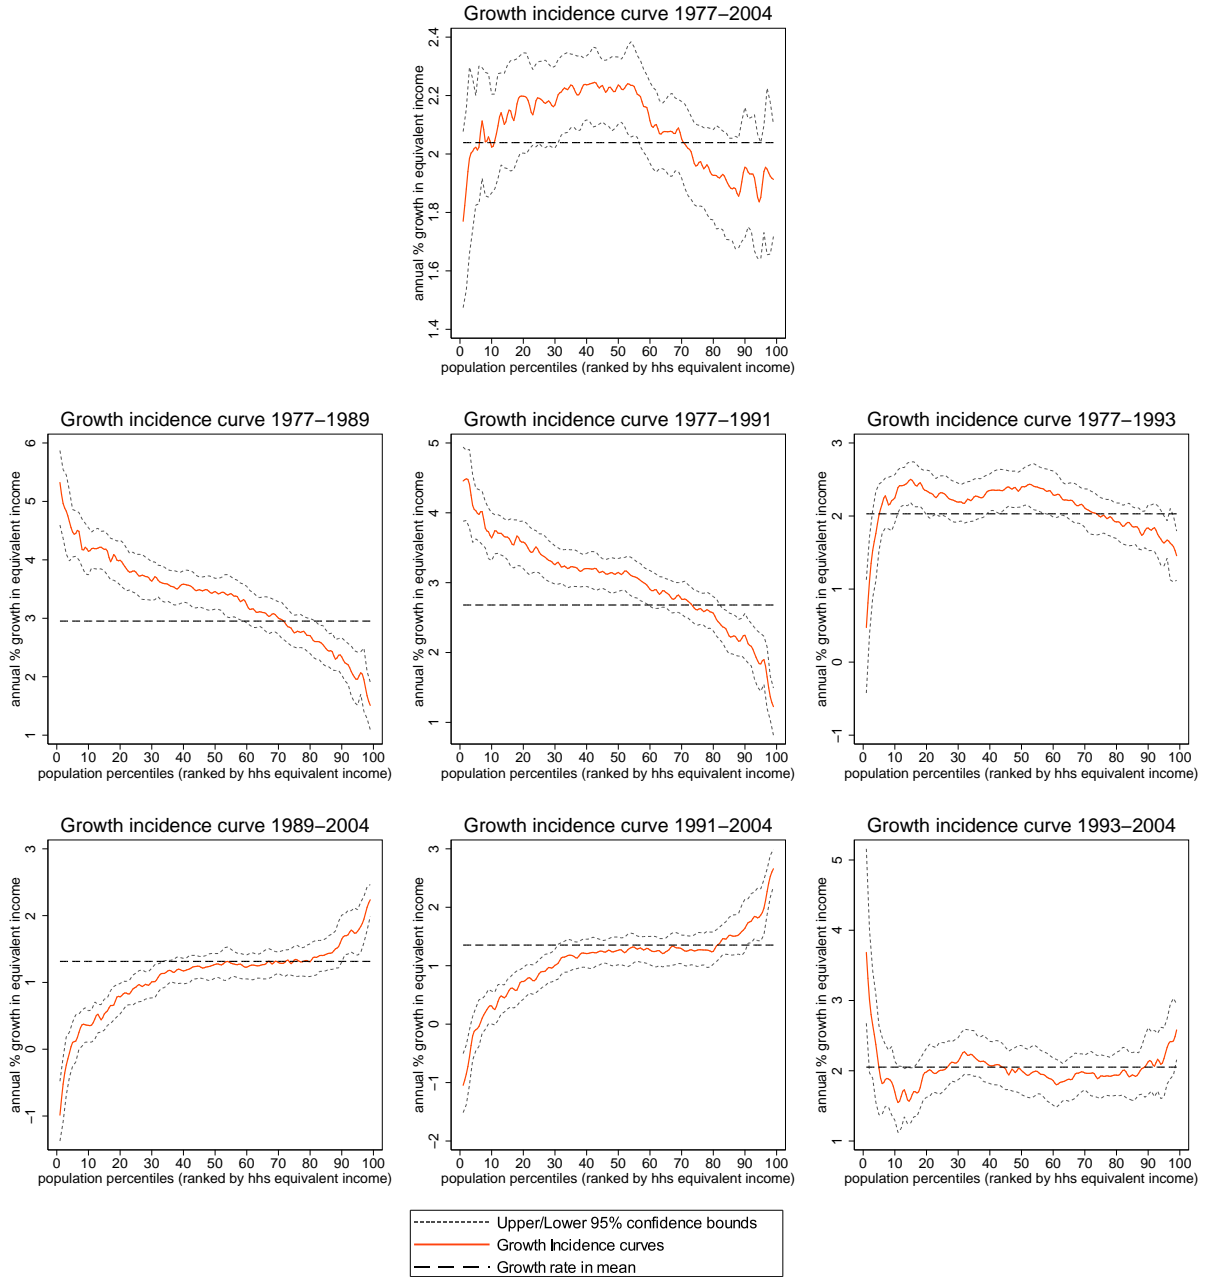 Growth incidence curve 1977−2004
annual % growth in equivalent income
2.4
2.2
2
1.8
1.6
1.4
0 10 20 30 40 50 60 70 80 90 100
population percentiles (ranked by hhs equivalent income)
Growth incidence curve 1977−1989
annual % growth in equivalent income
6
5
4
3
2
1
0 10 20 30 40 50 60 70 80 90 100
population percentiles (ranked by hhs equivalent income)
Growth incidence curve 1977−1991
annual % growth in equivalent income
5
4
3
2
1
0 10 20 30 40 50 60 70 80 90 100
population percentiles (ranked by hhs equivalent income)
Growth incidence curve 1977−1993
annual % growth in equivalent income
3
2
1
0
−1
0 10 20 30 40 50 60 70 80 90 100
population percentiles (ranked by hhs equivalent income)
Growth incidence curve 1989−2004
annual % growth in equivalent income
3
2
1
0
−1
0 10 20 30 40 50 60 70 80 90 100
population percentiles (ranked by hhs equivalent income)
Growth incidence curve 1991−2004
annual % growth in equivalent income
3
2
1
0
−1
−2
0 10 20 30 40 50 60 70 80 90 100
population percentiles (ranked by hhs equivalent income)
Growth incidence curve 1993−2004
annual % growth in equivalent income
5
4
3
2
1
0 10 20 30 40 50 60 70 80 90 100
population percentiles (ranked by hhs equivalent income)
Upper/Lower 95% confidence bounds
Growth Incidence curves
Growth rate in mean